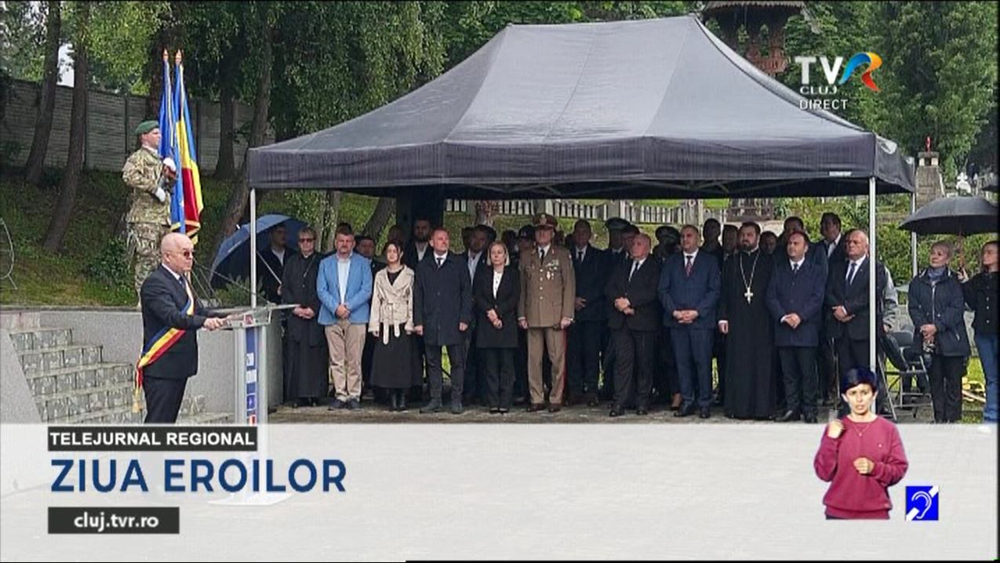 TVR
CLUJ
DIRECT
TELEJURNAL REGIONAL
ZIUA EROILOR
cluj.tvr.ro